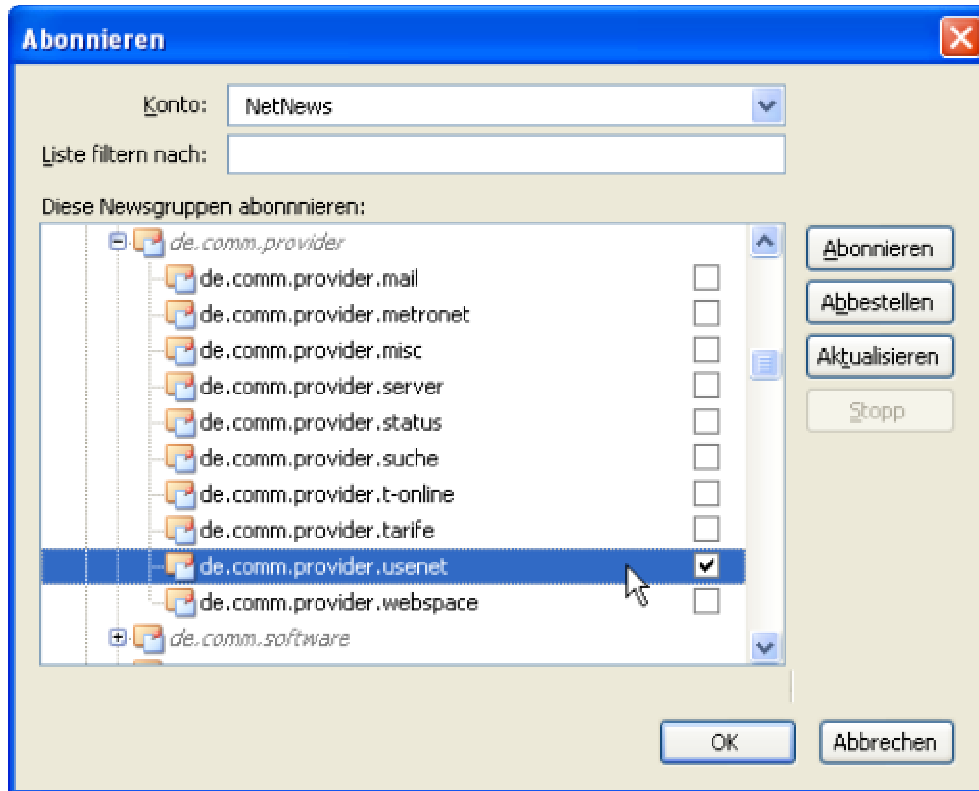 Abonnieren
Konto: NetNews
Liste filtern nach:
Diese Newsgruppen abonnnieren:
de.comm.provider
de.comm.provider.mail
de.comm.provider.metronet
de.comm.provider.misc
de.comm.provider.server
de.comm.provider.status
de.comm.provider.suche
de.comm.provider.t-online
de.comm.provider.tarife
de.comm.provider.usenet
de.comm.provider.webspace
de.comm.software
Abonnieren
Abbestellen
Aktualisieren
Stopp
OK
Abbrechen